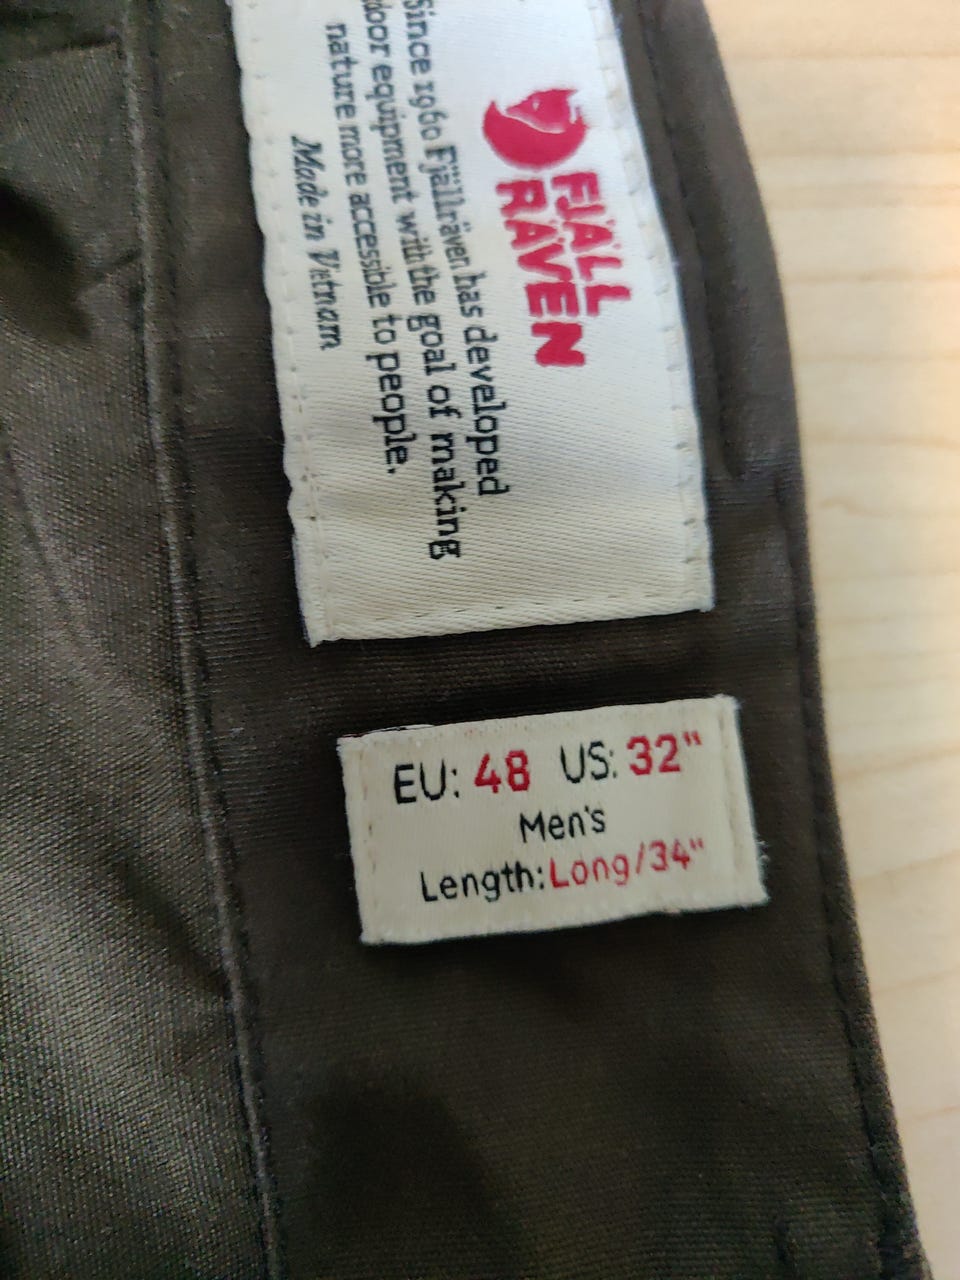 FJÄLL
RÄVEN
Since 1960 Fjällräven has developed
equipment with the goal of making
nature more accessible to people.
Made in Vietnam
EU: 48 US: 32"
Men's
Length: Long/34"